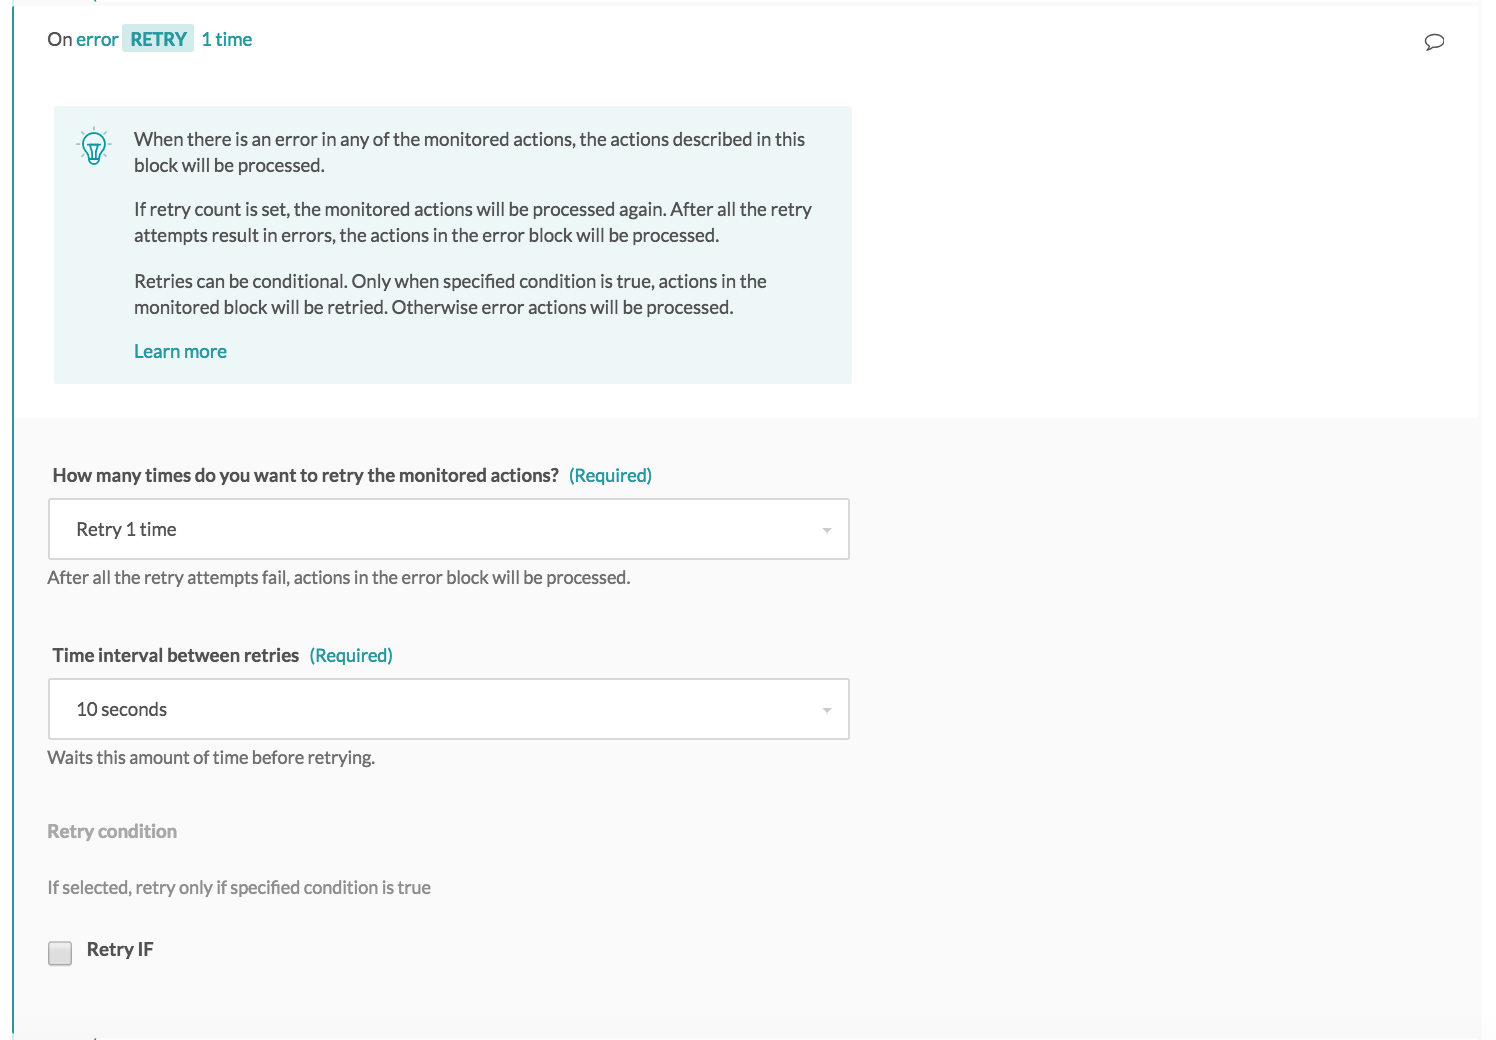 On error RETRY 1 time
When there is an error in any of the monitored actions, the actions described in this
block will be processed.
If retry count is set, the monitored actions will be processed again. After all the retry
attempts result in errors, the actions in the error block will be processed.
Retries can be conditional. Only when specified condition is true, actions in the
monitored block will be retried. Otherwise error actions will be processed.
Learn more
How many times do you want to retry the monitored actions? (Required)
Retry 1 time
After all the retry attempts fail, actions in the error block will be processed.
Time interval between retries (Required)
10 seconds
Waits this amount of time before retrying.
Retry condition
If selected, retry only if specified condition is true
Retry IF